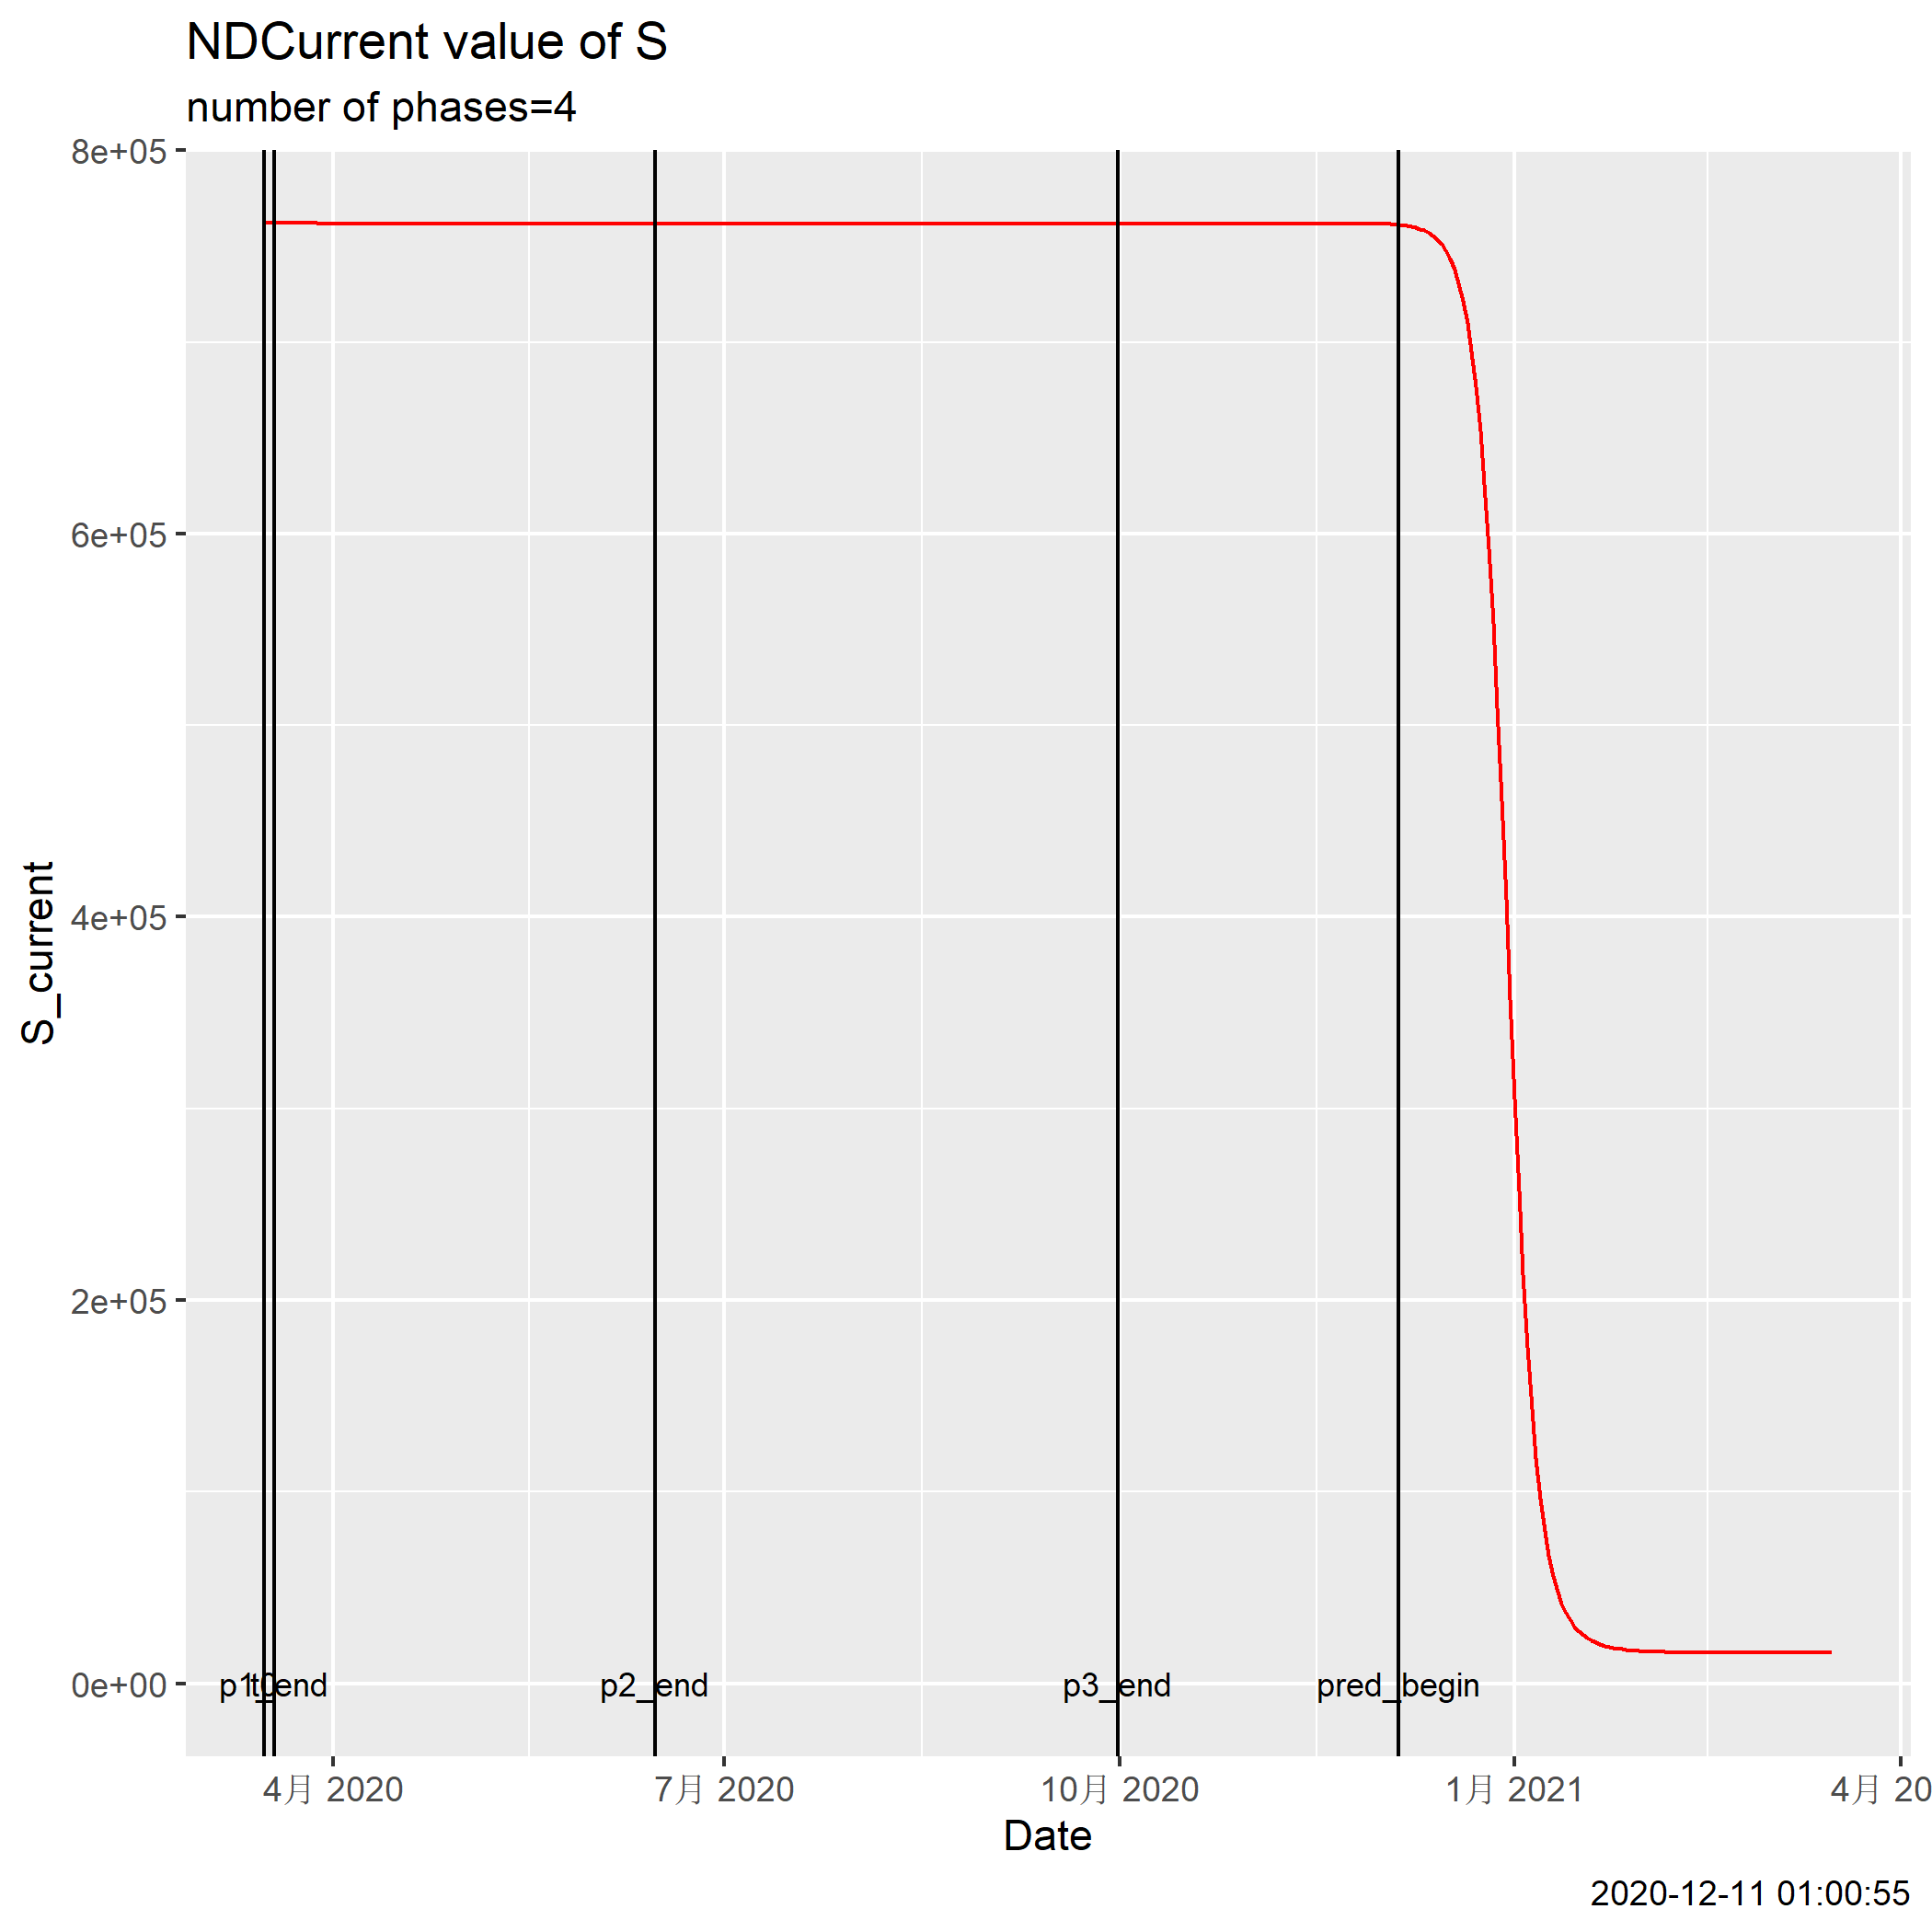 NDCurrent value of S
number of phases=4
8e+05
6e+05
4e+05
2e+05
0e+00
S_current
p1_end
t0
p2_end
p3_end
pred_begin
4月 2020
7月 2020
10月 2020
1月 2021
4月 20
Date
2020-12-11 01:00:55